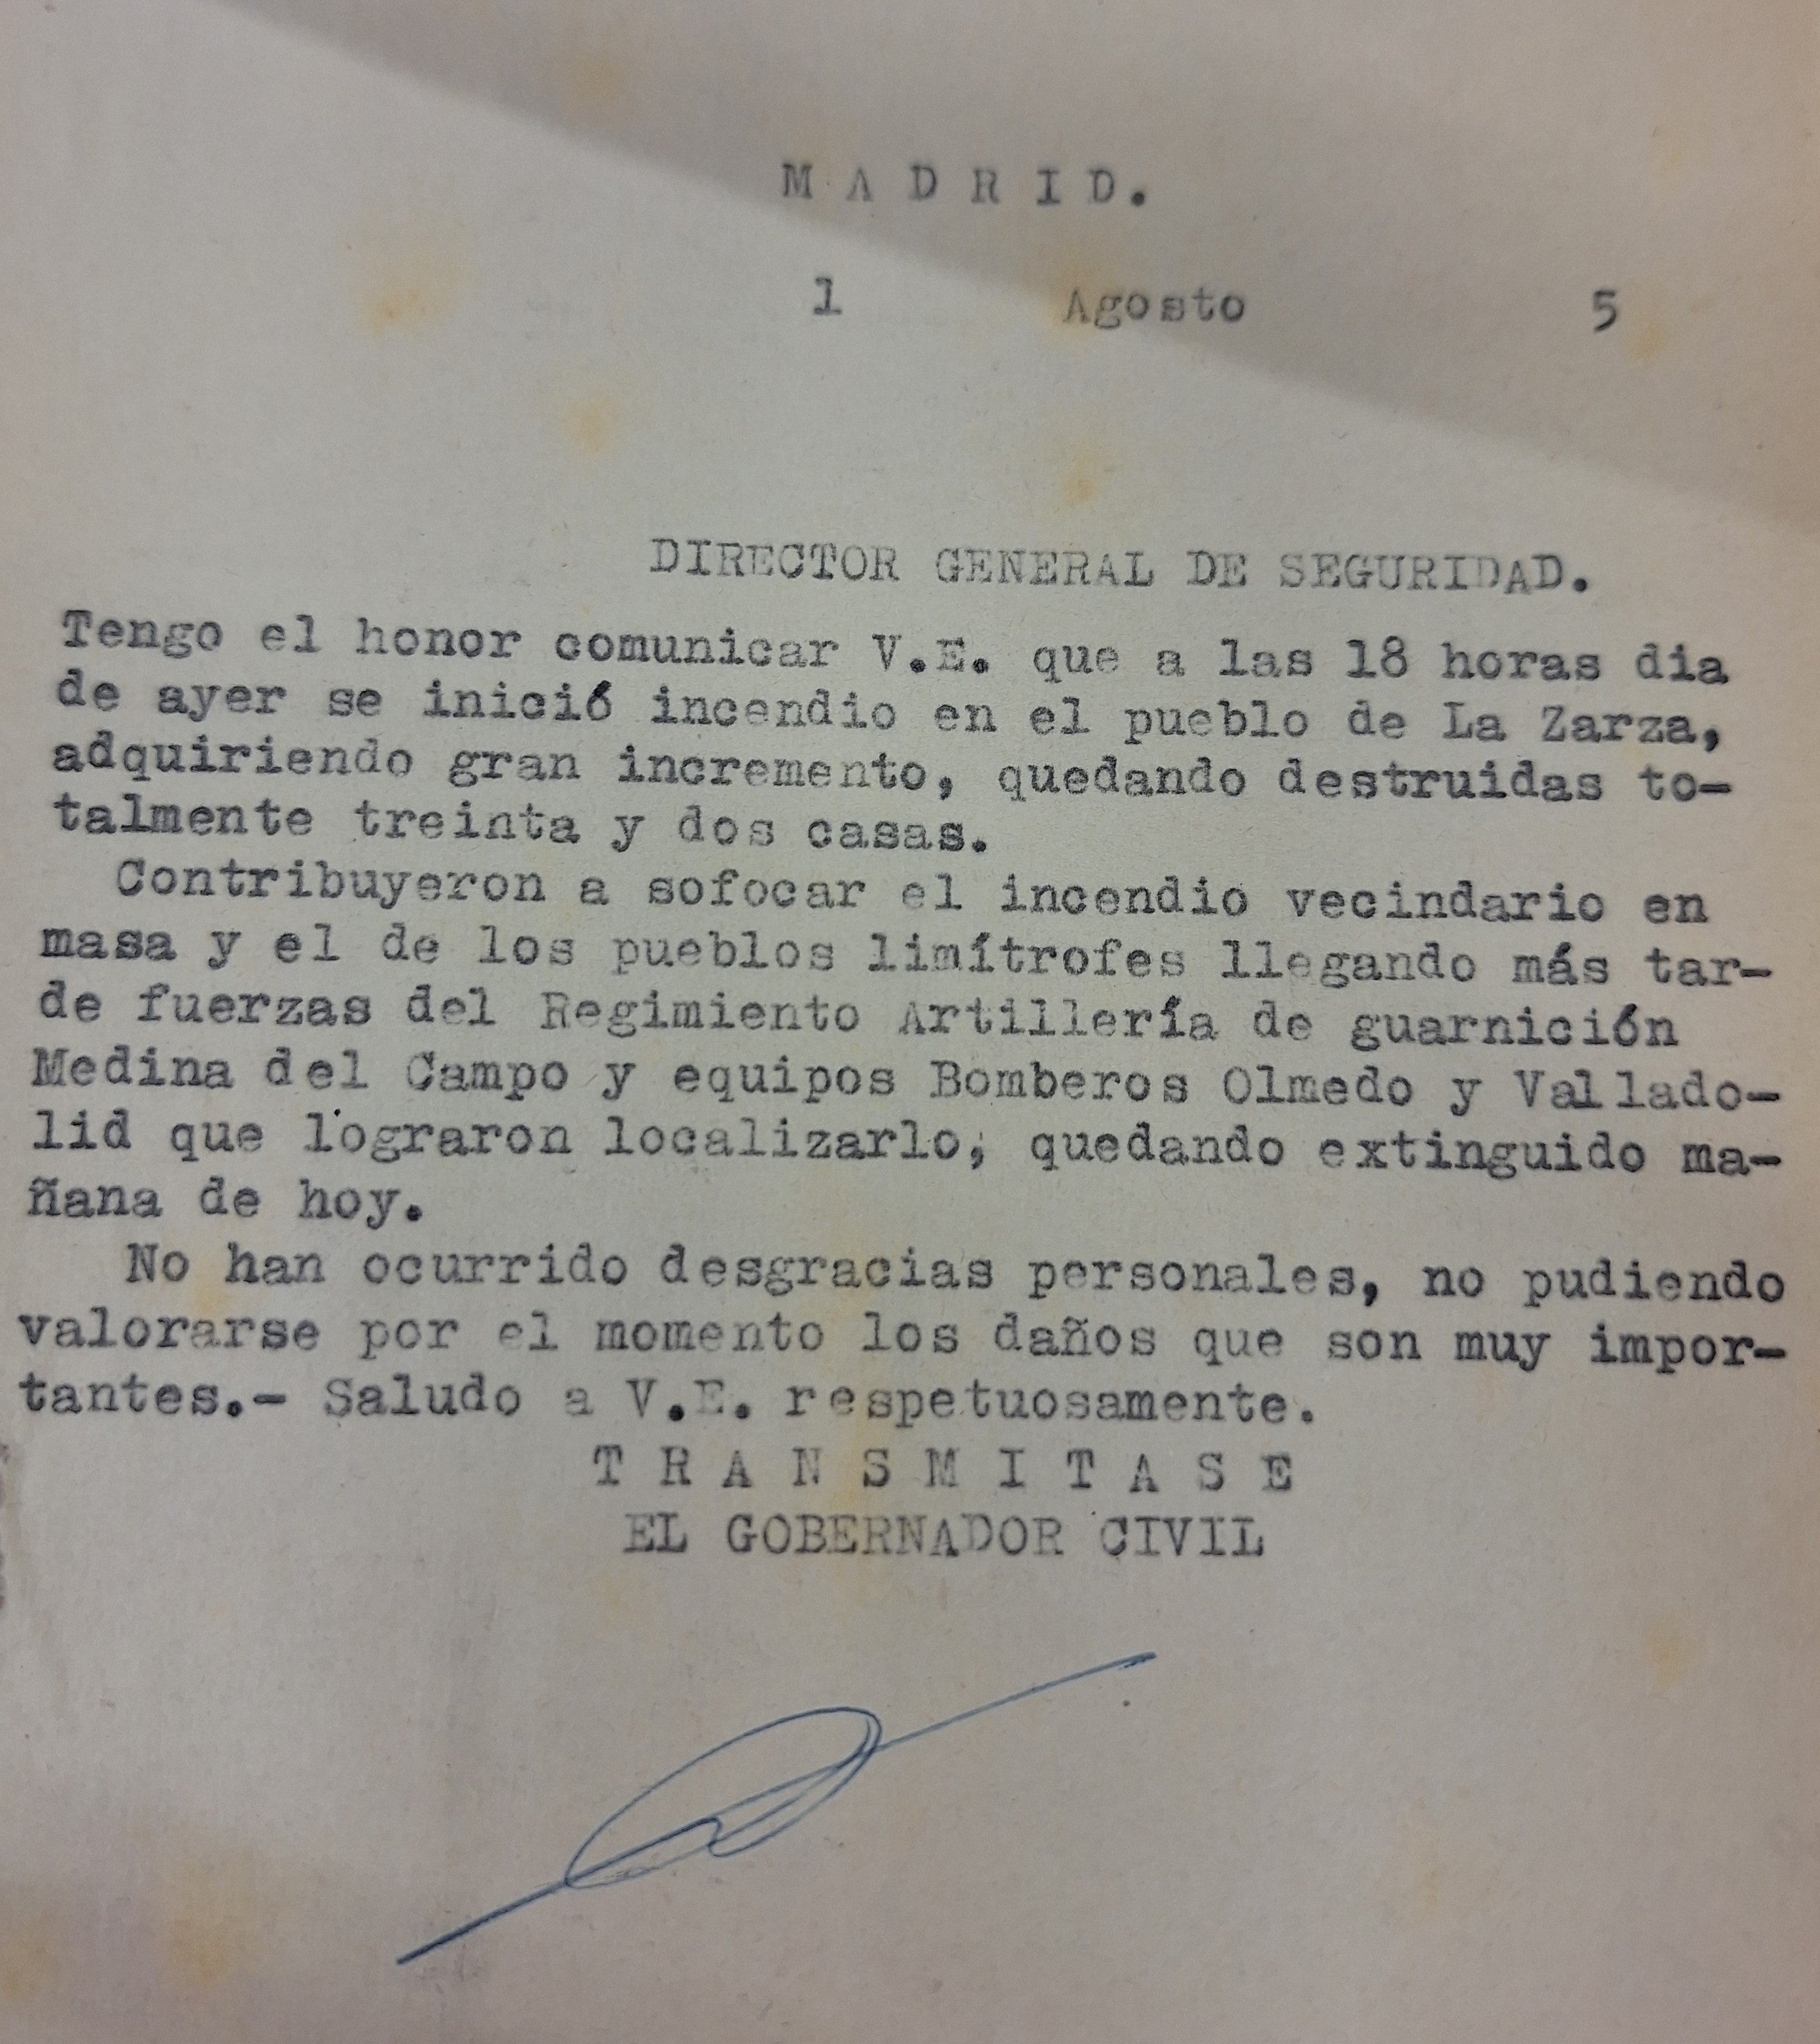 MADRID.
1 Agosto 5
DIRECTOR GENERAL DE SEGURIDAD.
Tengo el honor comunicar V.E. que a las 18 horas dia
de ayer se inició incendio en el pueblo de La Zarza,
adquiriendo gran incremento, quedando destruidas to-
talmente treinta y dos casas.
Contribuyeron a sofocar el incendio vecindario en
masa y el de los pueblos limítrofes llegando más tar-
de fuerzas del Regimiento Artillería de guarnición
Medina del Campo y equipos Bomberos Olmedo y Vallado-
lid que lograron localizarlo, quedando extinguido ma-
ñana de hoy.
No han ocurrido desgracias personales, no pudiendo
valorarse por el momento los daños que son muy impor-
tantes.- Saludo a V.E. respetuosamente.
TRANSMITASE
EL GOBERNADOR CIVIL